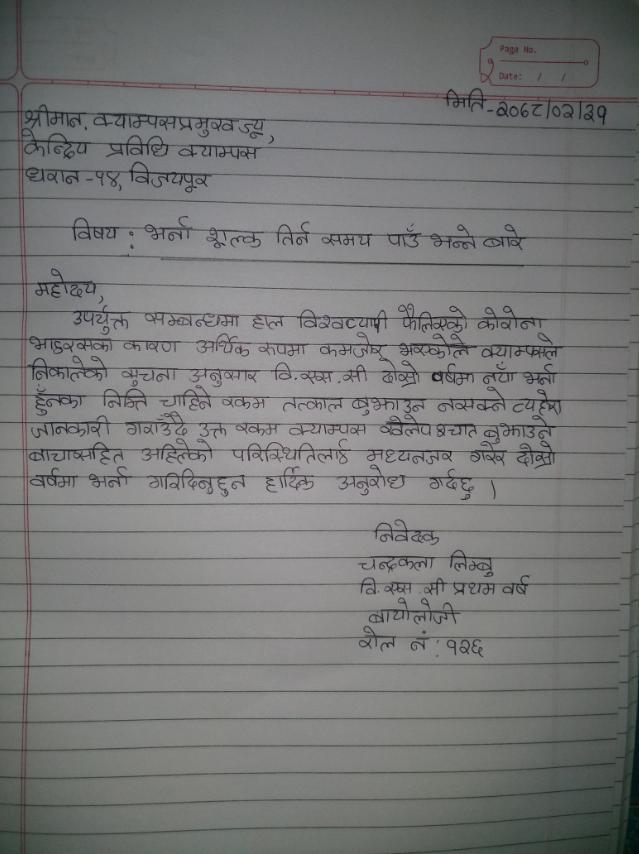 Page No.
Date: / /
मिति-२०७८/०२/२१
श्रीमान्. क्याम्पसप्रमुखज्यू,
केन्द्रिय प्रविधि क्याम्पस
धरान-१४, विजयपूर
विषय : भर्ना शूल्क तिर्न समय पाउँ भन्ने बारे
महोदय,
उपर्युक्त सम्बन्धमा हाल विश्वव्यापी फैलिएको कोरोना
भाइरसको कारण आर्थिक रुपमा कमजोर भएकोले क्याम्पसले
निकालेको सुचना अनुसार वि.एस.सी दोस्रो वर्षमा नयाँ भर्ना
हुँनका निम्ति चाहिने रकम तत्काल बुझाउन नसक्ने व्यहोरा
जानकारी गराउँदै उक्त रकम क्याम्पस खोलेपश्चात बुझाउने
बाचासहित अहिलेको परिस्थितिलाई मध्यनजर गरेर दोस्रो
वर्षमा भर्ना गरिदिनुहुन हार्दिक अनुरोध गर्दछु ।
निवेदक
चन्द्रकला लिम्बु
वि.एस.सी प्रथम वर्ष
बायोलोजी
रोल नं : १२६